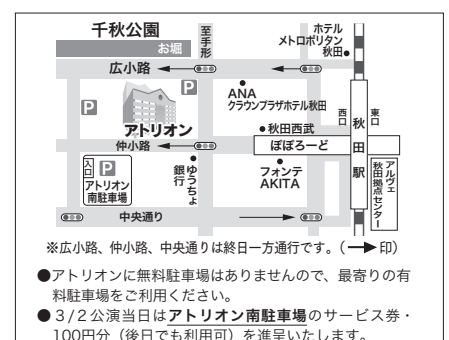 千秋公園
お堀
至手形
ホテル
メトロポリタン
秋田
広小路
P
P
ANA
クラウンプラザホテル秋田
アトリオン
秋田西武
仲小路
ぽぽろーど
西口
秋田駅
東口
入口
P
アトリオン
南駐車場
ゆうちょ
銀行
フォンテ
AKITA
アルヴェ
秋田拠点センター
中央通り
※広小路、仲小路、中央通りは終日一方通行です。(➡印)
●アトリオンに無料駐車場はありませんので、最寄りの有
料駐車場をご利用ください。
●3/2公演当日はアトリオン南駐車場のサービス券・
100円分（後日でも利用可）を進呈いたします。